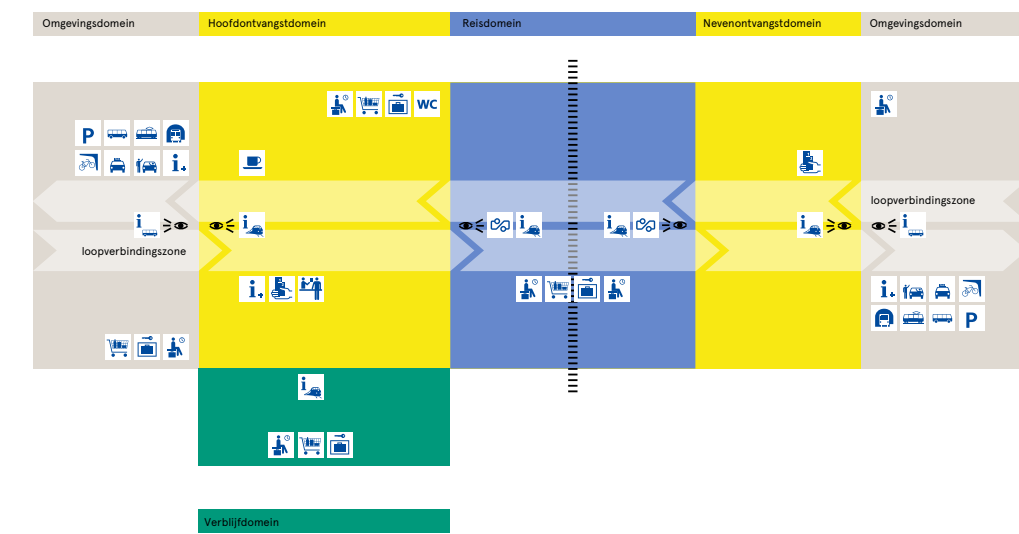 Omgevingsdomein Hoofdontvangstdomein Reisdomein Nevenontvangstdomein Omgevingsdomein
WC
P
i+
loopverbindingszone
i i i i i i
loopverbindingszone
i+ i+
P
i
Verblijfdomein